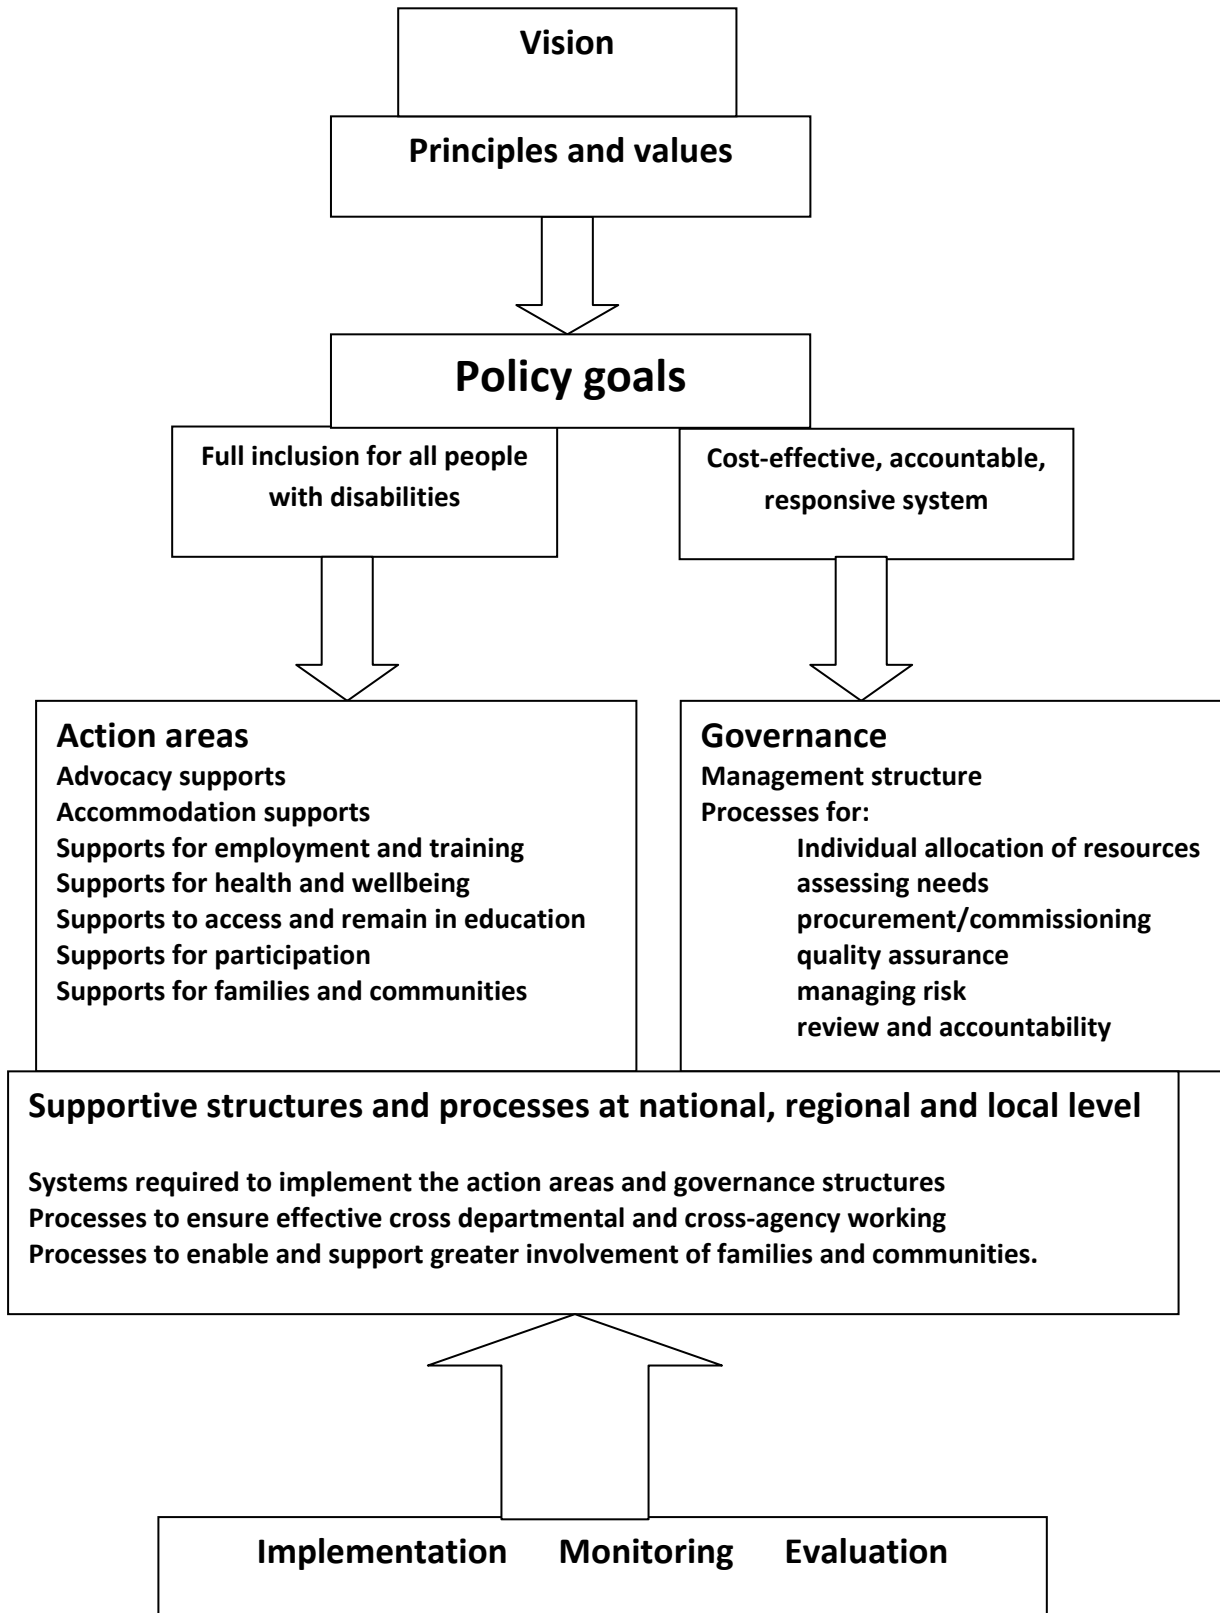 Vision
Principles and values
Policy goals
Full inclusion for all people
with disabilities
Cost-effective, accountable,
responsive system
Action areas
Advocacy supports
Accommodation supports
Supports for employment and training
Supports for health and wellbeing
Supports to access and remain in education
Supports for participation
Supports for families and communities
Governance
Management structure
Processes for:
Individual allocation of resources
assessing needs
procurement/commissioning
quality assurance
managing risk
review and accountability
Supportive structures and processes at national, regional and local level
Systems required to implement the action areas and governance structures
Processes to ensure effective cross departmental and cross-agency working
Processes to enable and support greater involvement of families and communities.
Implementation Monitoring Evaluation